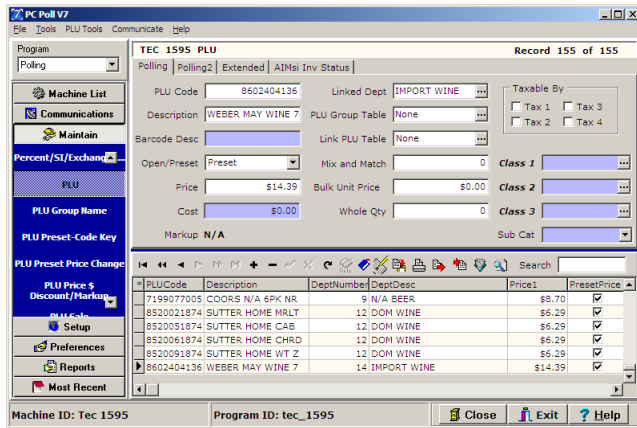 PC Poll V7
File Tools PLU Tools Communicate Help
Program
Polling
Machine List
Communications
Maintain
Percent/SI/Exchang...
PLU
PLU Group Name
PLU Preset-Code Key
PLU Preset Price Change
PLU Price $
Discount/Markup
PLU Sale
Setup
Preferences
Reports
Most Recent
TEC 1595 PLU Record 155 of 155
Polling Polling2 Extended AIMsi Inv Status
PLU Code 8602404136 Linked Dept IMPORT WINE ... Taxable By
Tax 1 Tax 3
Description WEBER MAY WINE 7 PLU Group Table None ... Tax 2 Tax 4
Barcode Desc Link PLU Table None ...
Open/Preset Preset Mix and Match 0 Class 1 ...
Price $14.39 Bulk Unit Price $0.00 Class 2 ...
Cost $0.00 Whole Qty 0 Class 3 ...
Markup N/A Sub Cat
Search
* PLUCode Description DeptNumber DeptDesc Price1 PresetPrice
7199077005 COORS N/A 6PK NR 9 N/A BEER $8.70
8520021874 SUTTER HOME MRLT 12 DOM WINE $6.29
8520051874 SUTTER HOME CAB 12 DOM WINE $6.29
8520061874 SUTTER HOME CHRD 12 DOM WINE $6.29
8520091874 SUTTER HOME WT Z 12 DOM WINE $6.29
8602404136 WEBER MAY WINE 7 14 IMPORT WINE $14.39
Machine ID: Tec 1595 Program ID: tec_1595 Close Exit Help